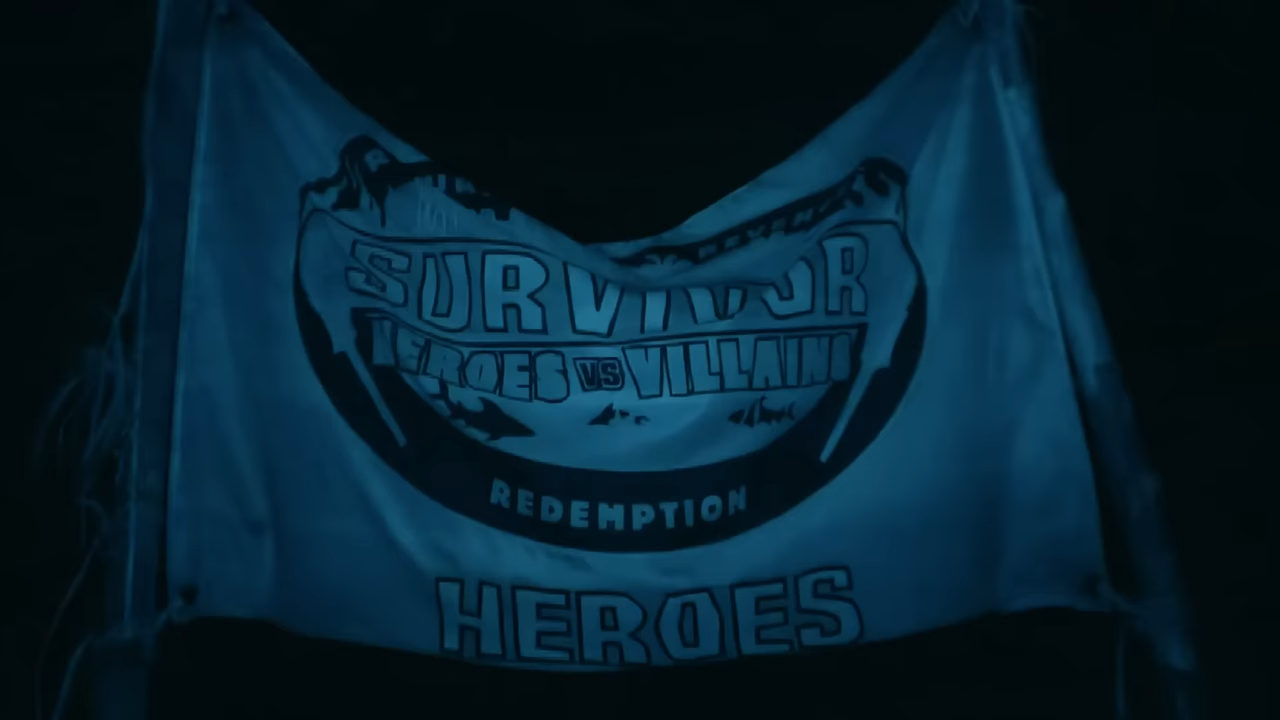 SURVIVOR
HEROES VS VILLAINS
REDEMPTION
HEROES